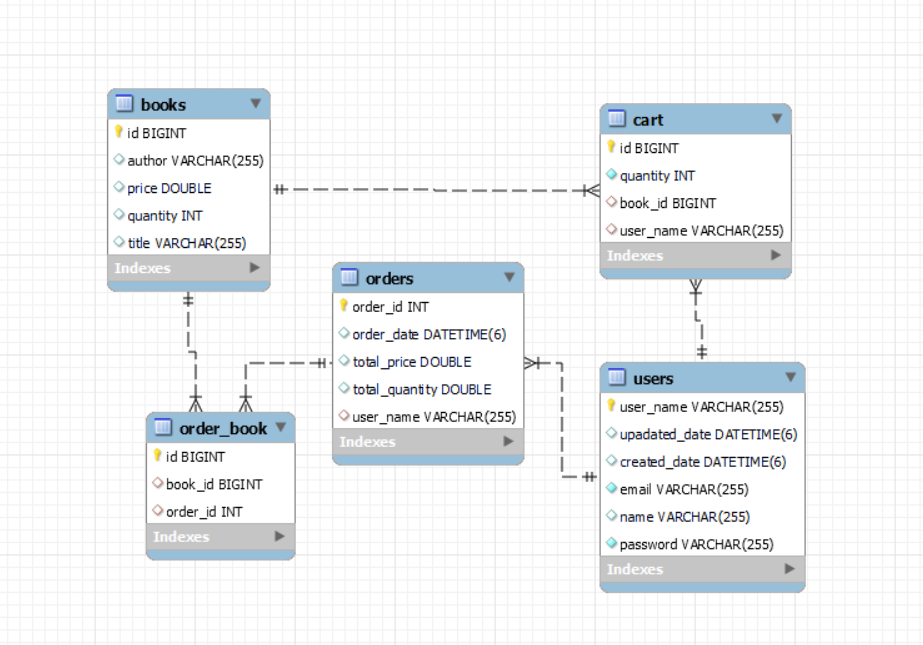 books
id BIGINT
author VARCHAR(255)
price DOUBLE
quantity INT
title VARCHAR(255)
Indexes
cart
id BIGINT
quantity INT
book_id BIGINT
user_name VARCHAR(255)
Indexes
orders
order_id INT
order_date DATETIME(6)
total_price DOUBLE
total_quantity DOUBLE
user_name VARCHAR(255)
Indexes
order_book
id BIGINT
book_id BIGINT
order_id INT
Indexes
users
user_name VARCHAR(255)
upadated_date DATETIME(6)
created_date DATETIME(6)
email VARCHAR(255)
name VARCHAR(255)
password VARCHAR(255)
Indexes